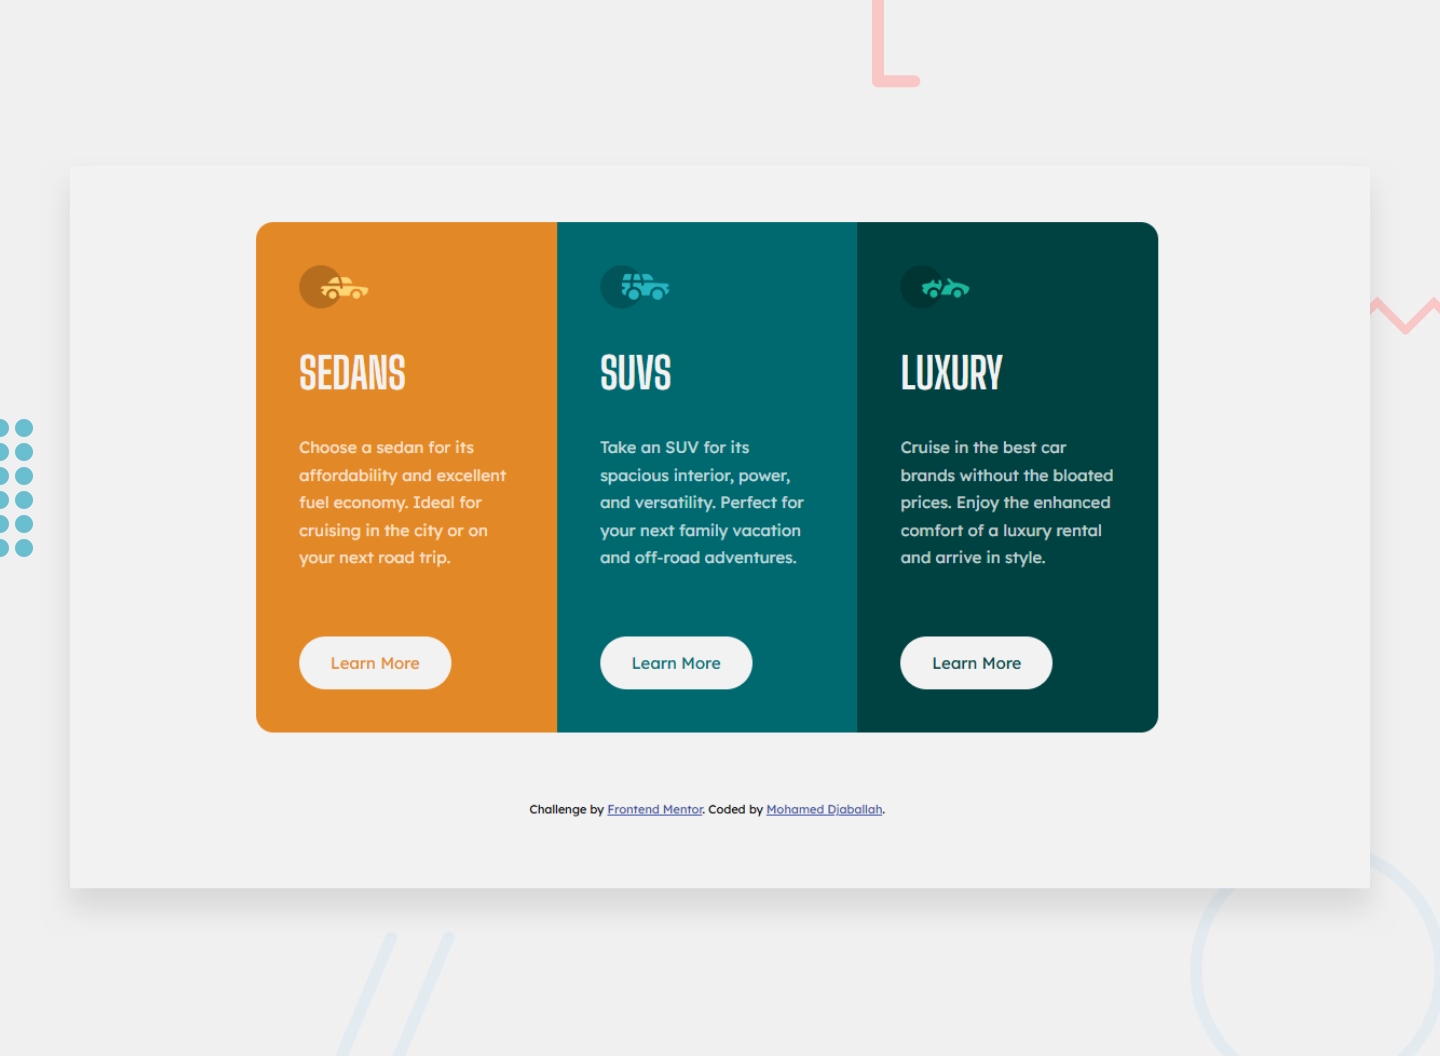 SEDANS
Choose a sedan for its
affordability and excellent
fuel economy. Ideal for
cruising in the city or on
your next road trip.
Learn More
SUVS
Take an SUV for its
spacious interior, power,
and versatility. Perfect for
your next family vacation
and off-road adventures.
Learn More
LUXURY
Cruise in the best car
brands without the bloated
prices. Enjoy the enhanced
comfort of a luxury rental
and arrive in style.
Learn More
Challenge by Frontend Mentor. Coded by Mohamed Djaballah.